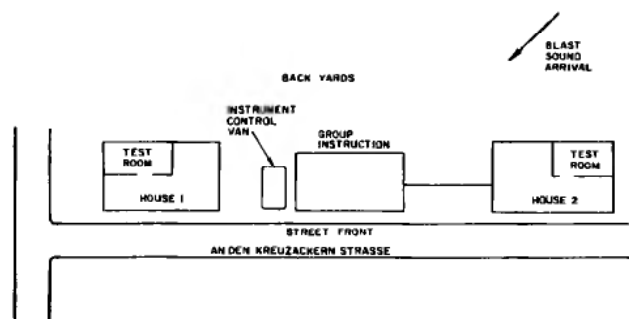 BLAST
SOUND
ARRIVAL
BACK YARDS
INSTRUMENT
CONTROL
VAN
GROUP
INSTRUCTION
TEST
ROOM
HOUSE 1
TEST
ROOM
HOUSE 2
STREET FRONT
AN DEN KREUZACKERN STRASSE